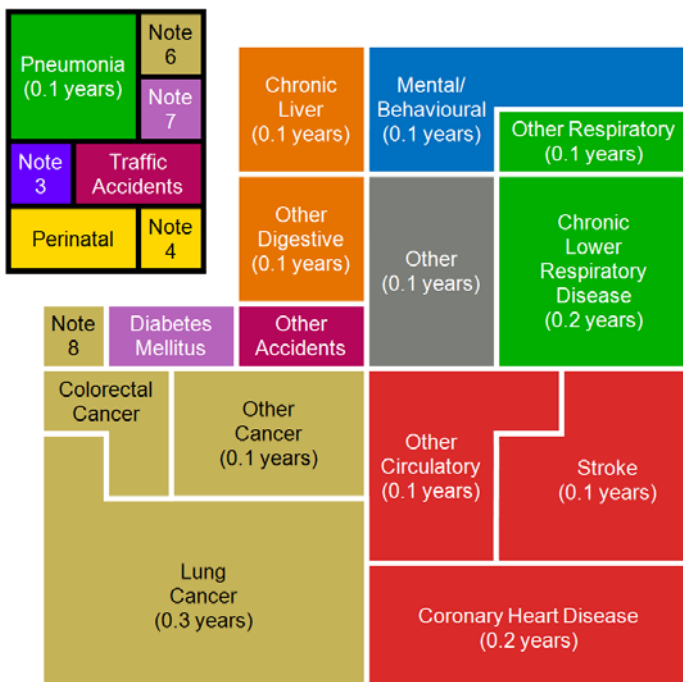 Pneumonia
(0.1 years)
Note
6
Note
7
Note
3
Traffic
Accidents
Perinatal
Note
4
Chronic
Liver
(0.1 years)
Mental/
Behavioural
(0.1 years)
Other Respiratory
(0.1 years)
Other
Digestive
(0.1 years)
Other
(0.1 years)
Chronic
Lower
Respiratory
Disease
(0.2 years)
Note
8
Diabetes
Mellitus
Other
Accidents
Colorectal
Cancer
Other
Cancer
(0.1 years)
Other
Circulatory
(0.1 years)
Stroke
(0.1 years)
Lung
Cancer
(0.3 years)
Coronary Heart Disease
(0.2 years)